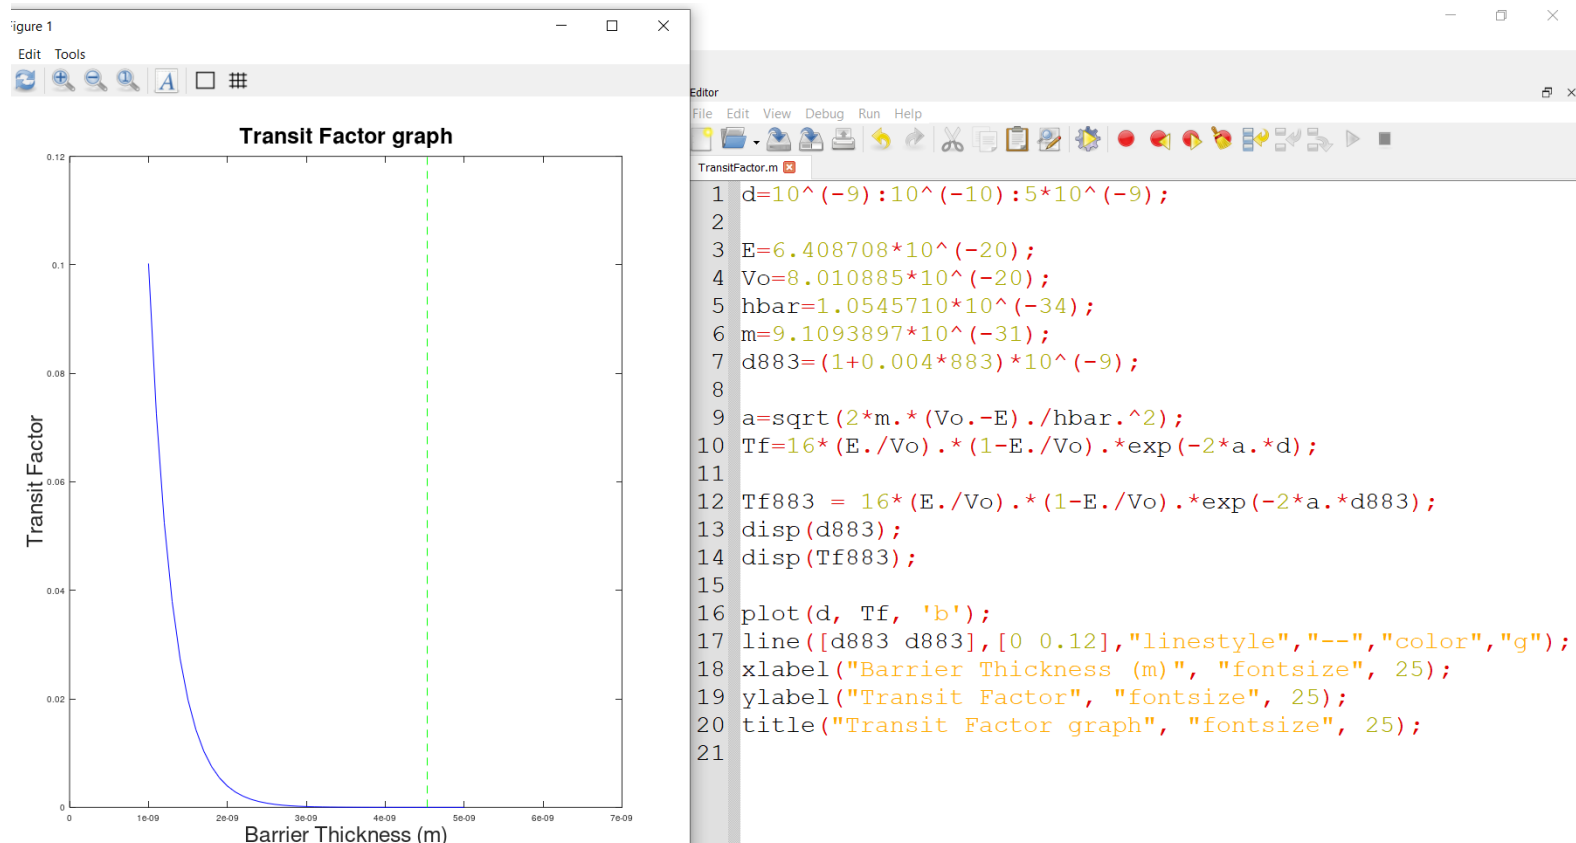 Figure 1
Edit Tools
A
Transit Factor graph
0.12
0.1
0.08
0.06
0.04
0.02
0
Transit Factor
0 1e-09 2e-09 3e-09 4e-09 5e-09 6e-09 7e-09
Barrier Thickness (m)
Editor
File Edit View Debug Run Help
TransitFactor.m
1 d=10^(-9):10^(-10):5*10^(-9);
2
3 E=6.408708*10^(-20);
4 Vo=8.010885*10^(-20);
5 hbar=1.0545710*10^(-34);
6 m=9.1093897*10^(-31);
7 d883=(1+0.004*883)*10^(-9);
8
9 a=sqrt(2*m.*(Vo.-E)./hbar.^2);
10 Tf=16*(E./Vo).*(1-E./Vo).*exp(-2*a.*d);
11
12 Tf883 = 16*(E./Vo).*(1-E./Vo).*exp(-2*a.*d883);
13 disp(d883);
14 disp(Tf883);
15
16 plot(d, Tf, 'b');
17 line([d883 d883],[0 0.12],"linestyle","--","color","g");
18 xlabel("Barrier Thickness (m)", "fontsize", 25);
19 ylabel("Transit Factor", "fontsize", 25);
20 title("Transit Factor graph", "fontsize", 25);
21